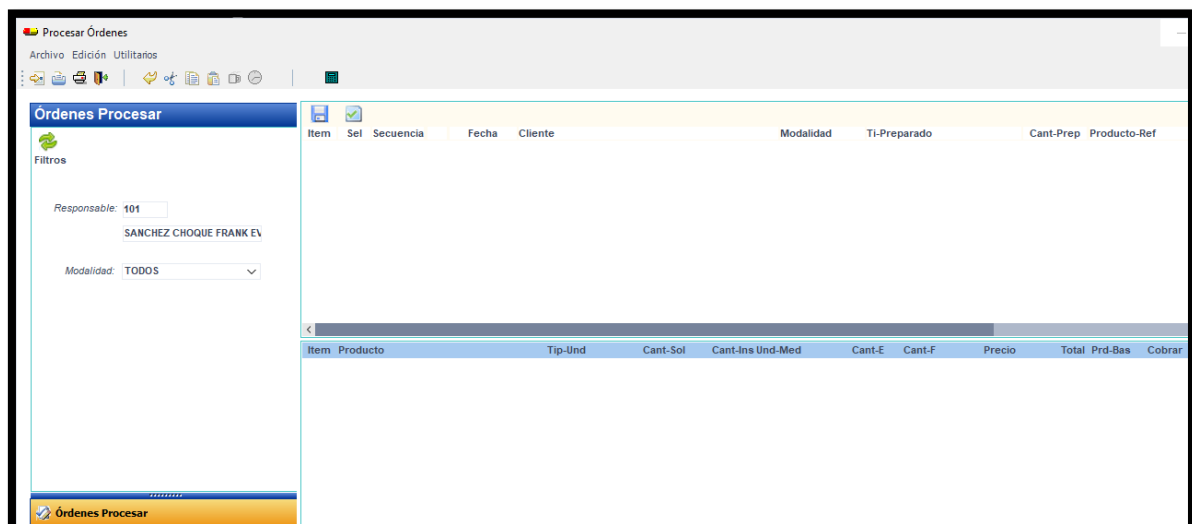 Procesar Órdenes
Archivo Edición Utilitarios
Órdenes Procesar
Filtros
Responsable: 101
SANCHEZ CHOQUE FRANK EV
Modalidad: TODOS
Item Sel Secuencia Fecha Cliente Modalidad Ti-Preparado Cant-Prep Producto-Ref
Item Producto Tip-Und Cant-Sol Cant-Ins Und-Med Cant-E Cant-F Precio Total Prd-Bas Cobrar
Órdenes Procesar